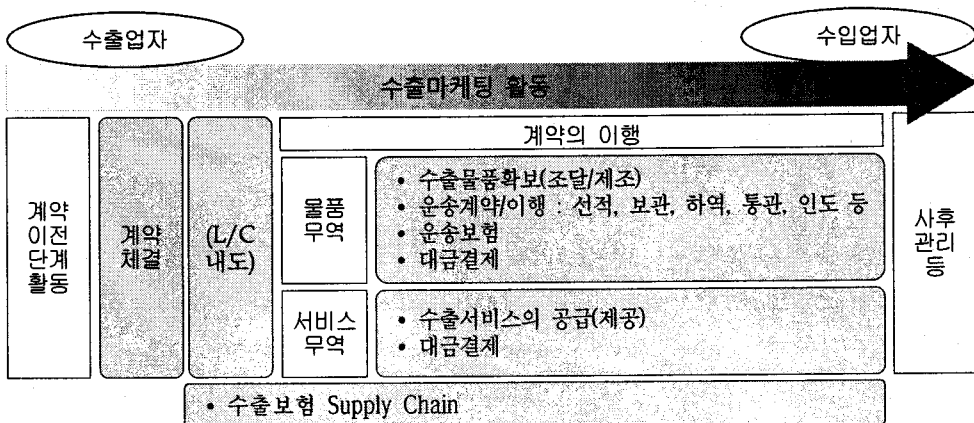 수출업자
수입업자
수출마케팅 활동
계약
이전
단계
활동
계약
체결
(L/C
내도)
계약의 이행
물품
무역
• 수출물품확보(조달/제조)
• 운송계약/이행 : 선적, 보관, 하역, 통관, 인도 등
• 운송보험
• 대금결제
서비스
무역
• 수출서비스의 공급(제공)
• 대금결제
사후
관리
등
• 수출보험 Supply Chain